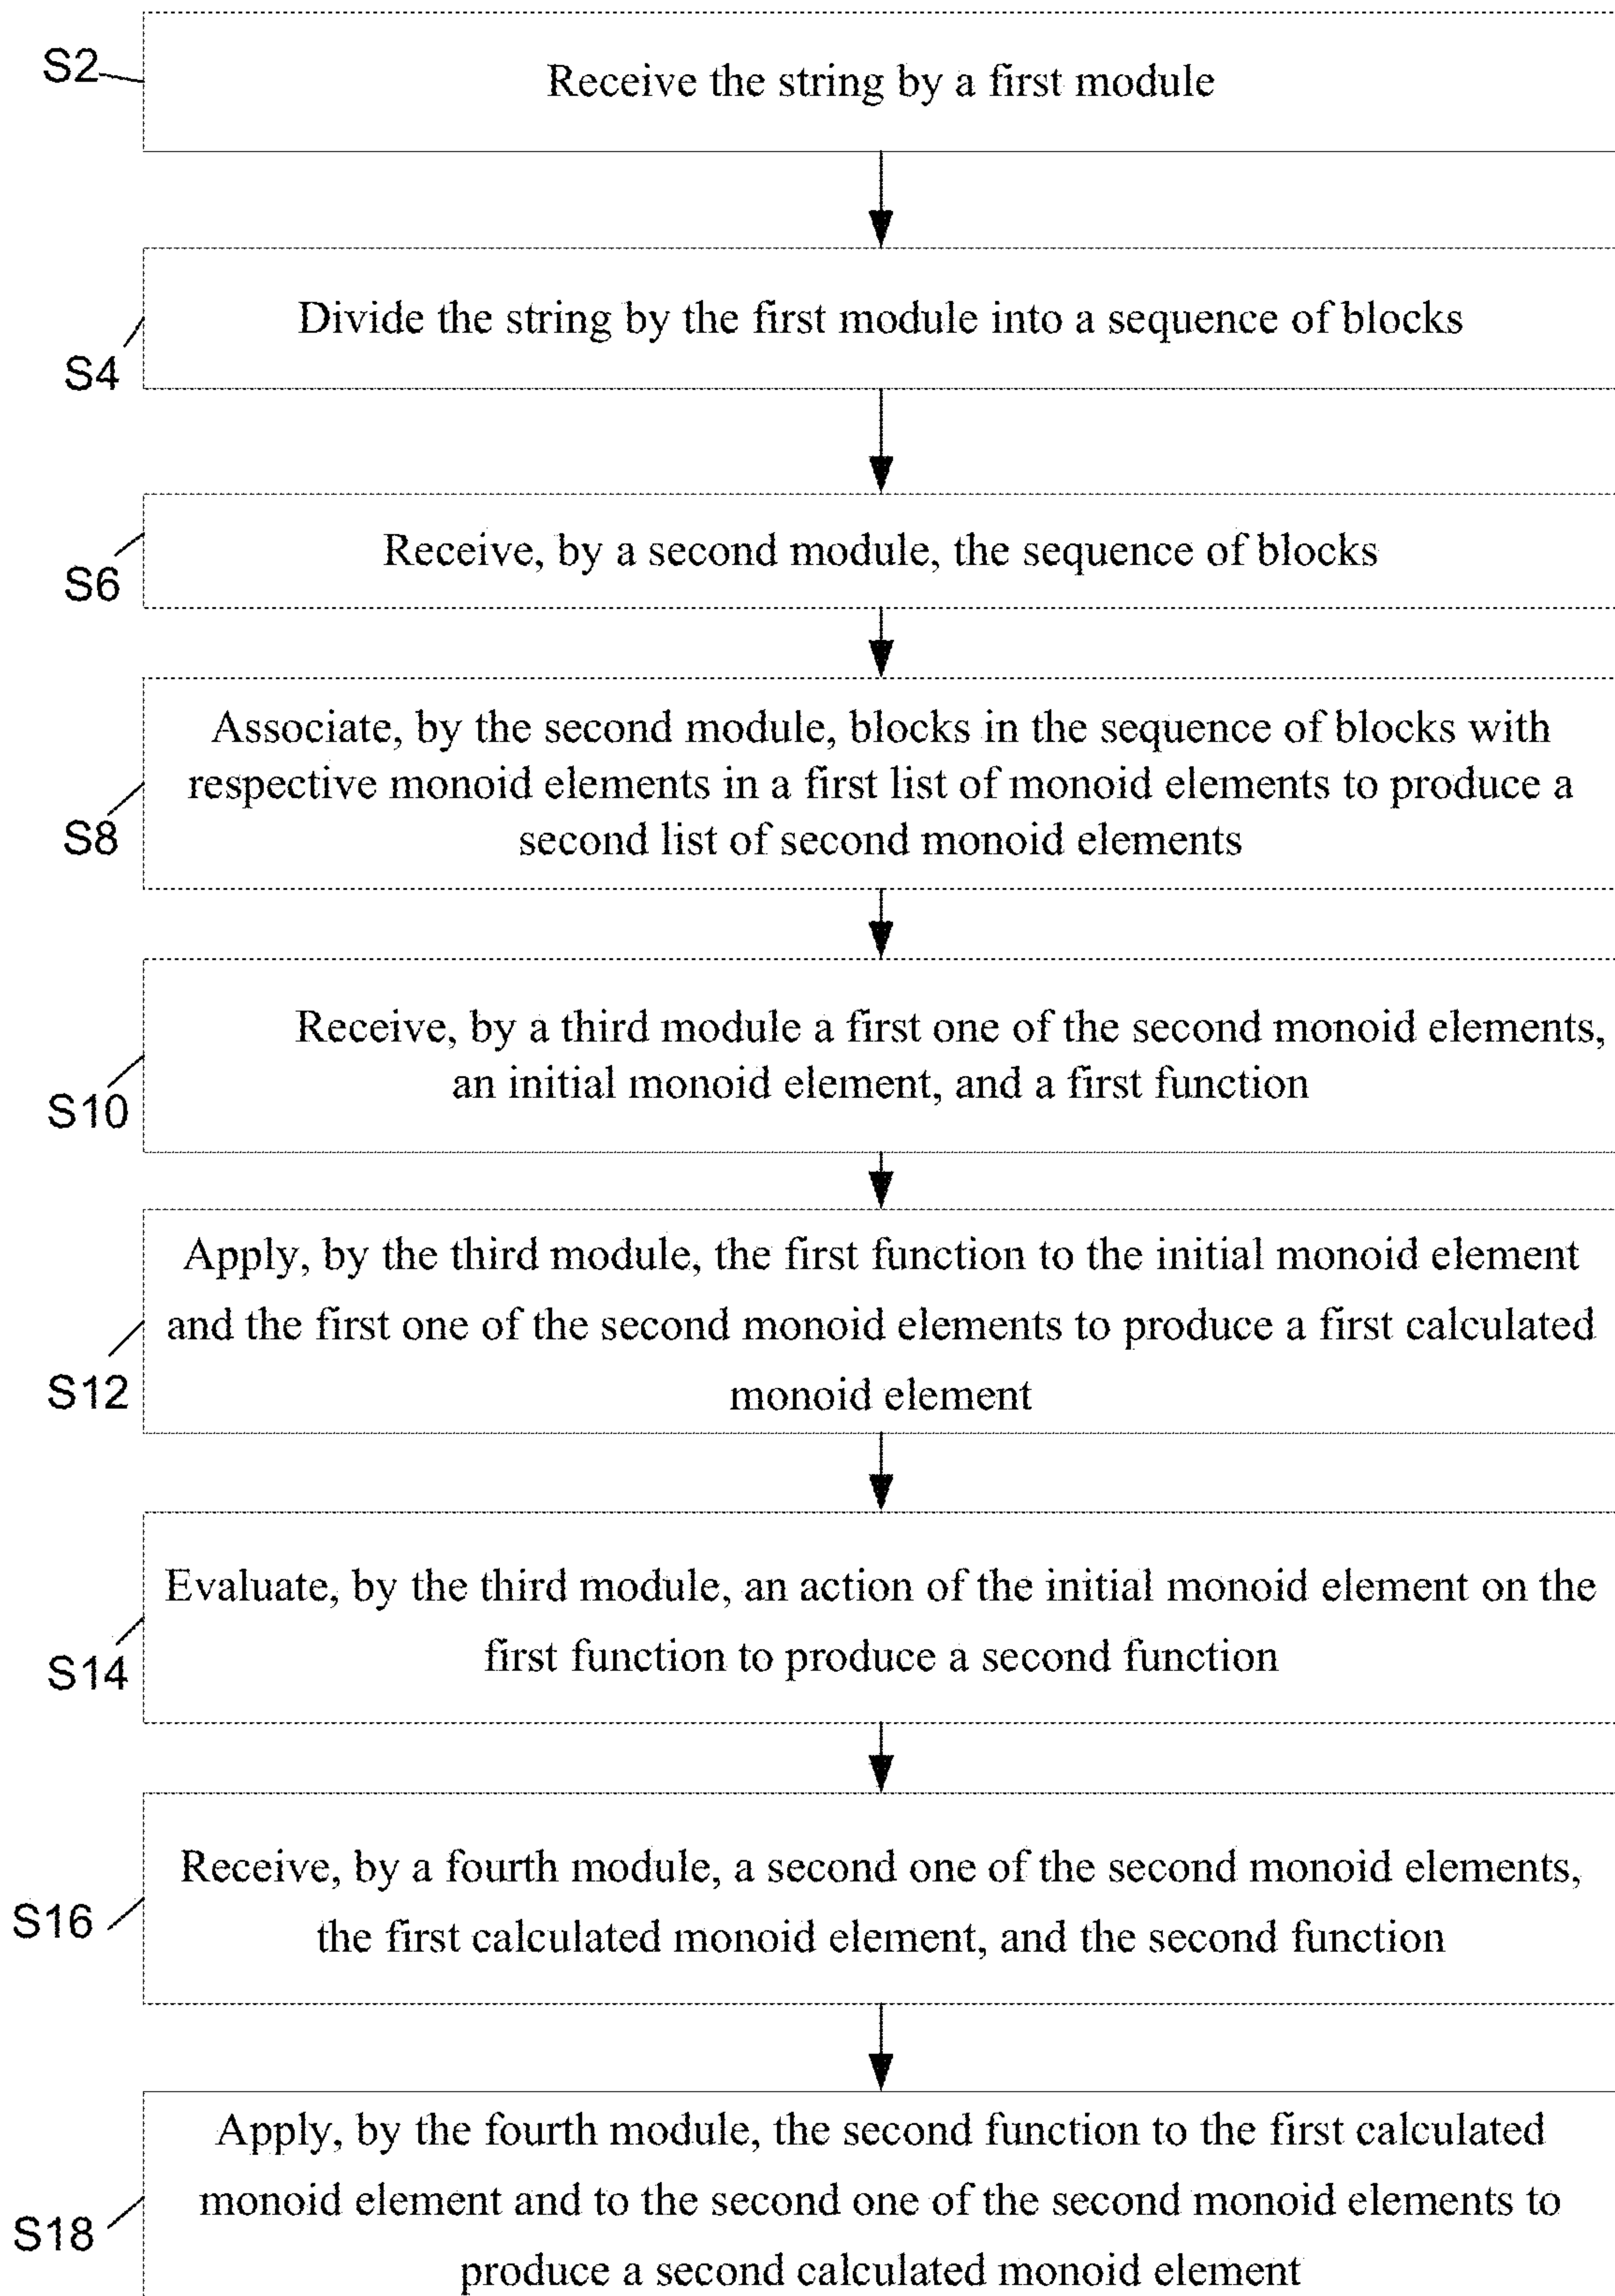 S2
Receive the string by a first module
Divide the string by the first module into a sequence of blocks
S4
Receive, by a second module, the sequence of blocks
S6
Associate, by the second module, blocks in the sequence of blocks with
respective monoid elements in a first list of monoid elements to produce a
second list of second monoid elements
S8
Receive, by a third module a first one of the second monoid elements,
an initial monoid element, and a first function
S10
Apply, by the third module, the first function to the initial monoid element
and the first one of the second monoid elements to produce a first calculated
monoid element
S12
Evaluate, by the third module, an action of the initial monoid element on the
first function to produce a second function
S14
Receive, by a fourth module, a second one of the second monoid elements,
the first calculated monoid element, and the second function
S16
Apply, by the fourth module, the second function to the first calculated
monoid element and to the second one of the second monoid elements to
produce a second calculated monoid element
S18